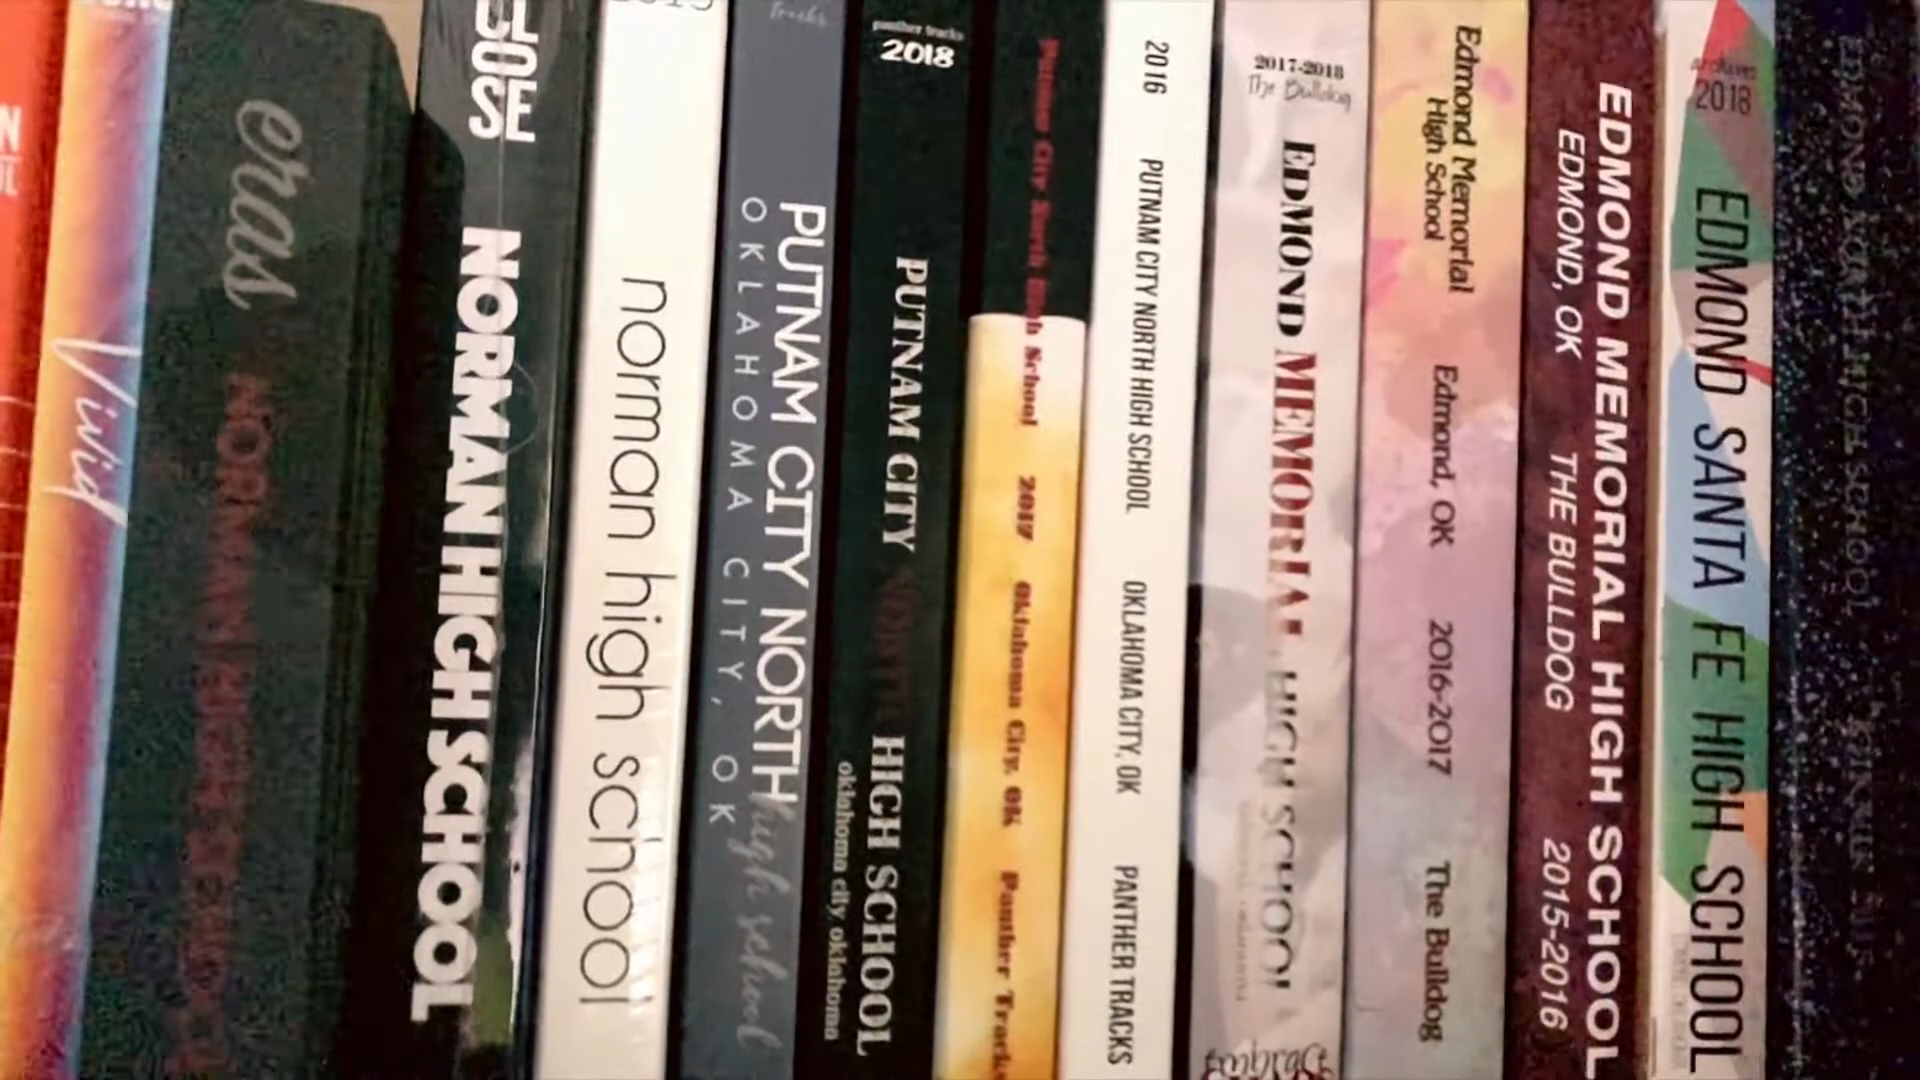 Vivid
eras
NORMAN HIGH SCHOOL
CLOSE
NORMAN HIGH SCHOOL
norman high school
Tracks
PUTNAM CITY NORTH high school
OKLAHOMA CITY, OK
panther tracks
2018
PUTNAM CITY NORTH HIGH SCHOOL
oklahoma city oklahoma
Putnam City North High School 2017 Oklahoma City, OK Panther Tracks
2016 PUTNAM CITY NORTH HIGH SCHOOL OKLAHOMA CITY, OK PANTHER TRACKS
2017-2018
The Bulldog
EDMOND MEMORIAL HIGH SCHOOL
Edmond Memorial
High School
Edmond, OK
2016-2017
The Bulldog
EDMOND MEMORIAL HIGH SCHOOL
EDMOND, OK THE BULLDOG 2015-2016
archives
2018
EDMOND SANTA FE HIGH SCHOOL
EDMOND HIGH SCHOOL